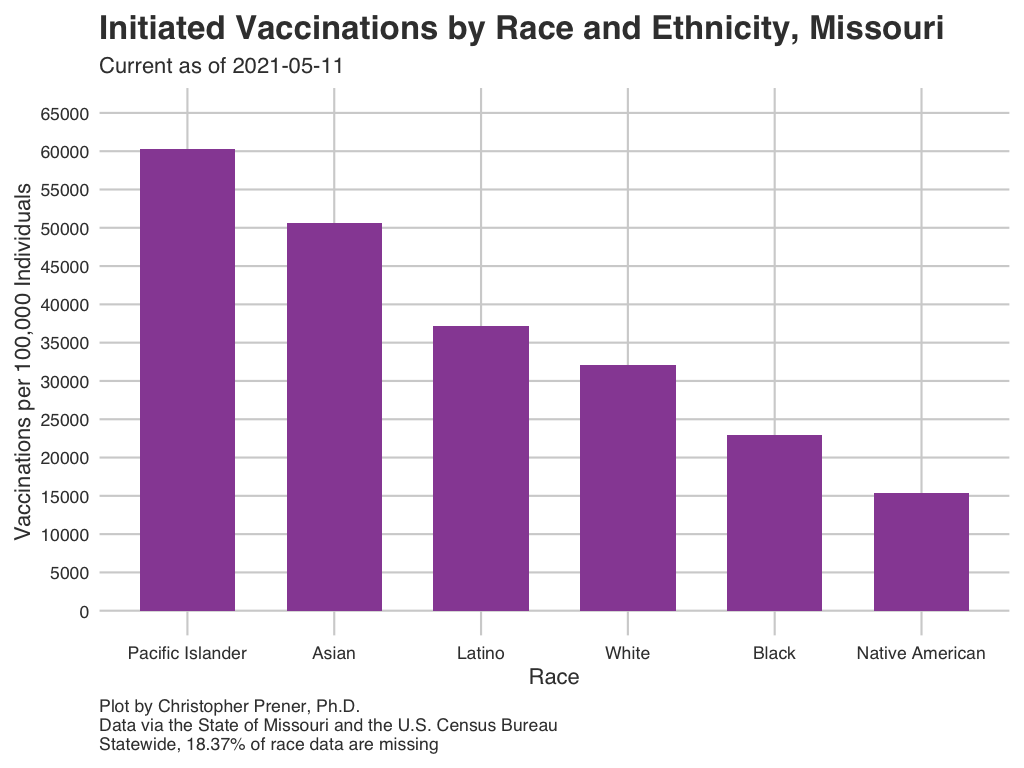 Initiated Vaccinations by Race and Ethnicity, Missouri
Current as of 2021-05-11
Vaccinations per 100,000 Individuals
65000
60000
55000
50000
45000
40000
35000
30000
25000
20000
15000
10000
5000
0
Pacific Islander Asian Latino White Black Native American
Race
Plot by Christopher Prener, Ph.D.
Data via the State of Missouri and the U.S. Census Bureau
Statewide, 18.37% of race data are missing